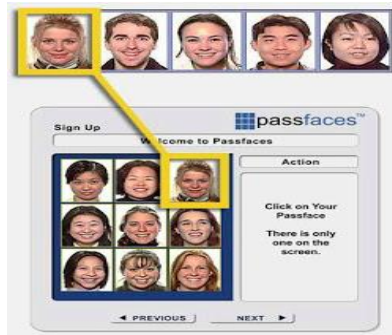 passfaces™
Sign Up
Welcome to Passfaces
Action
Click on Your
Passface
There is only
one on the
screen.
◄ PREVIOUS
NEXT ►